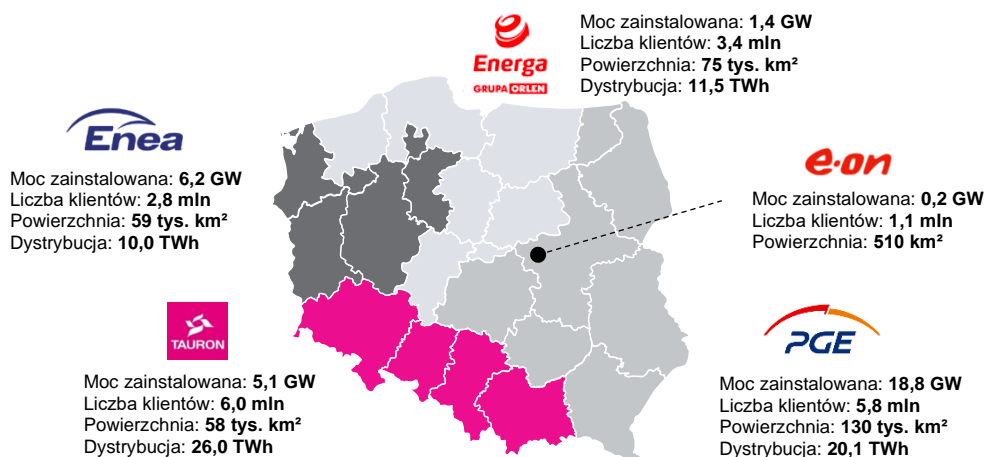 Energa
GRUPA ORLEN
Moc zainstalowana: 1,4 GW
Liczba klientów: 3,4 mln
Powierzchnia: 75 tys. km²
Dystrybucja: 11,5 TWh
Enea
Moc zainstalowana: 6,2 GW
Liczba klientów: 2,8 mln
Powierzchnia: 59 tys. km²
Dystrybucja: 10,0 TWh
e·on
Moc zainstalowana: 0,2 GW
Liczba klientów: 1,1 mln
Powierzchnia: 510 km²
TAURON
Moc zainstalowana: 5,1 GW
Liczba klientów: 6,0 mln
Powierzchnia: 58 tys. km²
Dystrybucja: 26,0 TWh
PGE
Moc zainstalowana: 18,8 GW
Liczba klientów: 5,8 mln
Powierzchnia: 130 tys. km²
Dystrybucja: 20,1 TWh